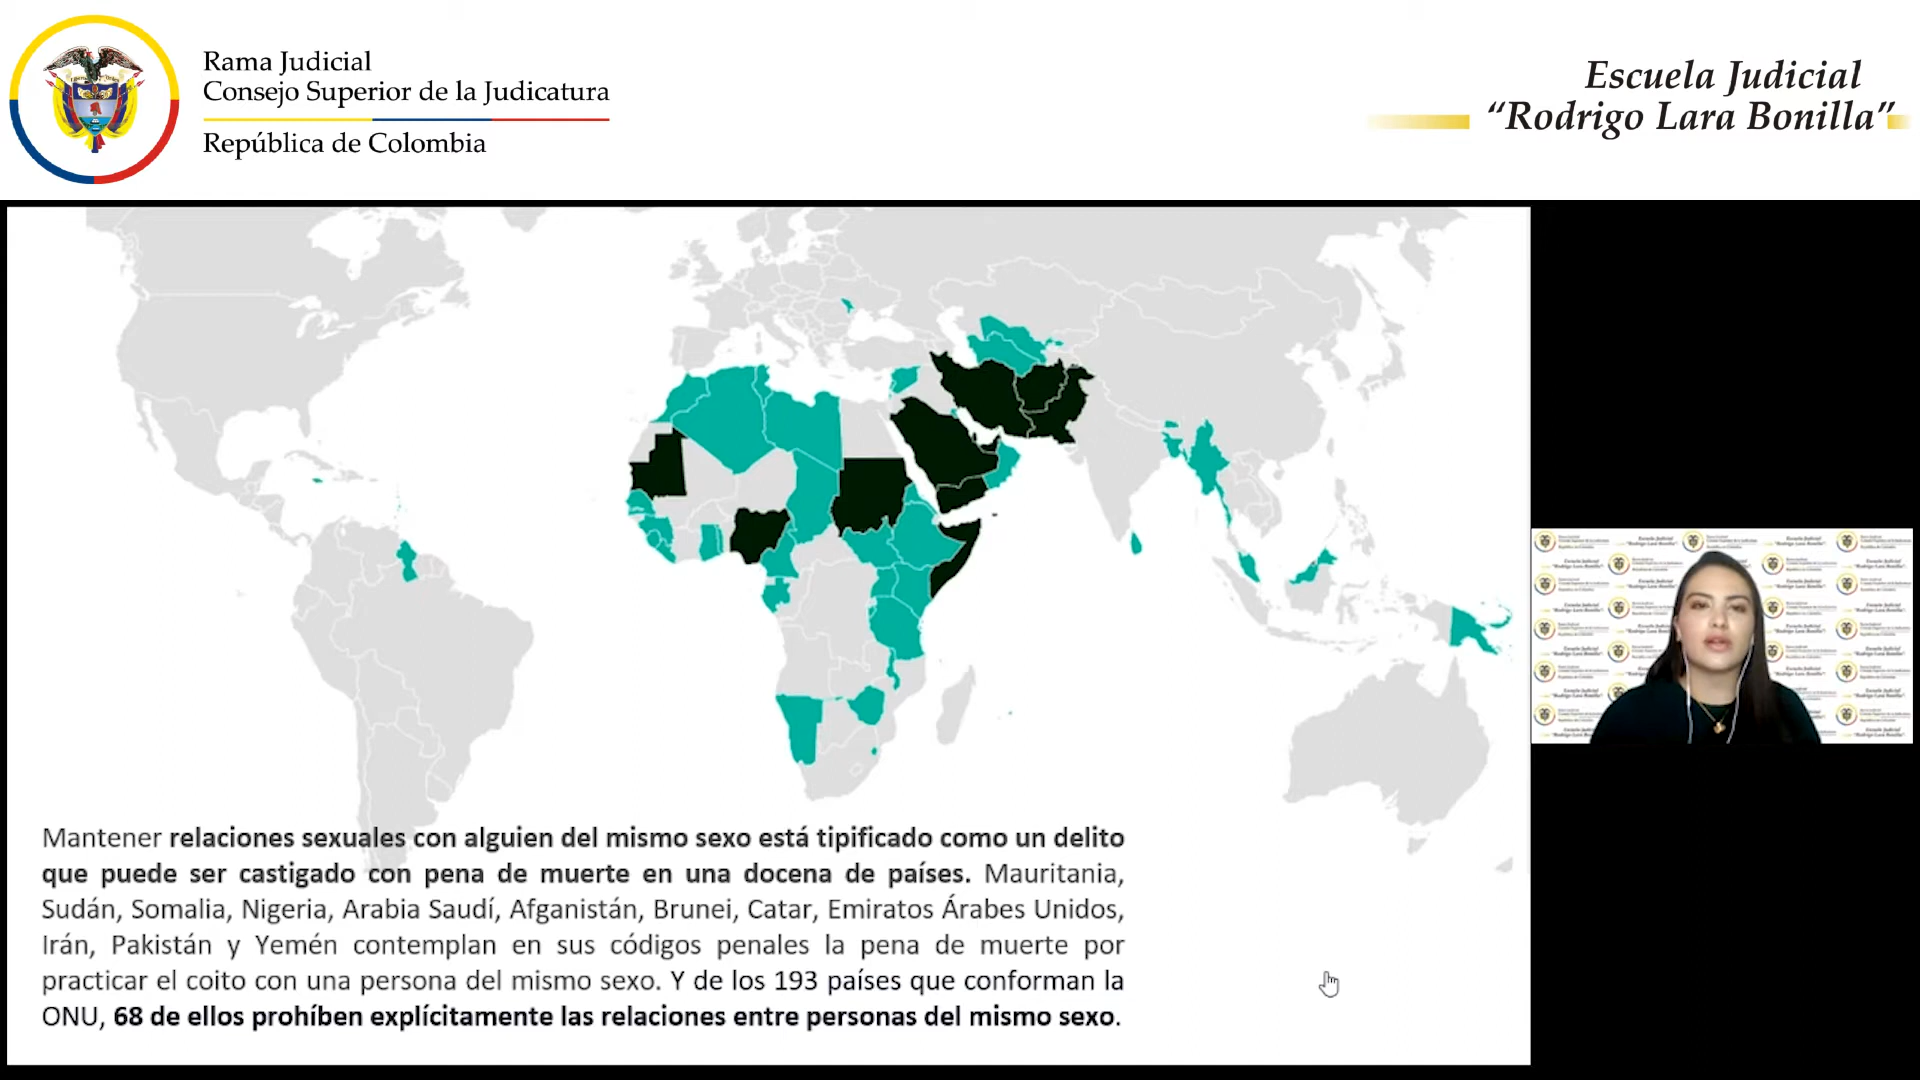 Rama Judicial
Consejo Superior de la Judicatura
República de Colombia
Escuela Judicial
“Rodrigo Lara Bonilla”
Mantener relaciones sexuales con alguien del mismo sexo está tipificado como un delito
que puede ser castigado con pena de muerte en una docena de países. Mauritania,
Sudán, Somalia, Nigeria, Arabia Saudí, Afganistán, Brunei, Catar, Emiratos Árabes Unidos,
Irán, Pakistán y Yemén contemplan en sus códigos penales la pena de muerte por
practicar el coito con una persona del mismo sexo. Y de los 193 países que conforman la
ONU, 68 de ellos prohíben explícitamente las relaciones entre personas del mismo sexo.